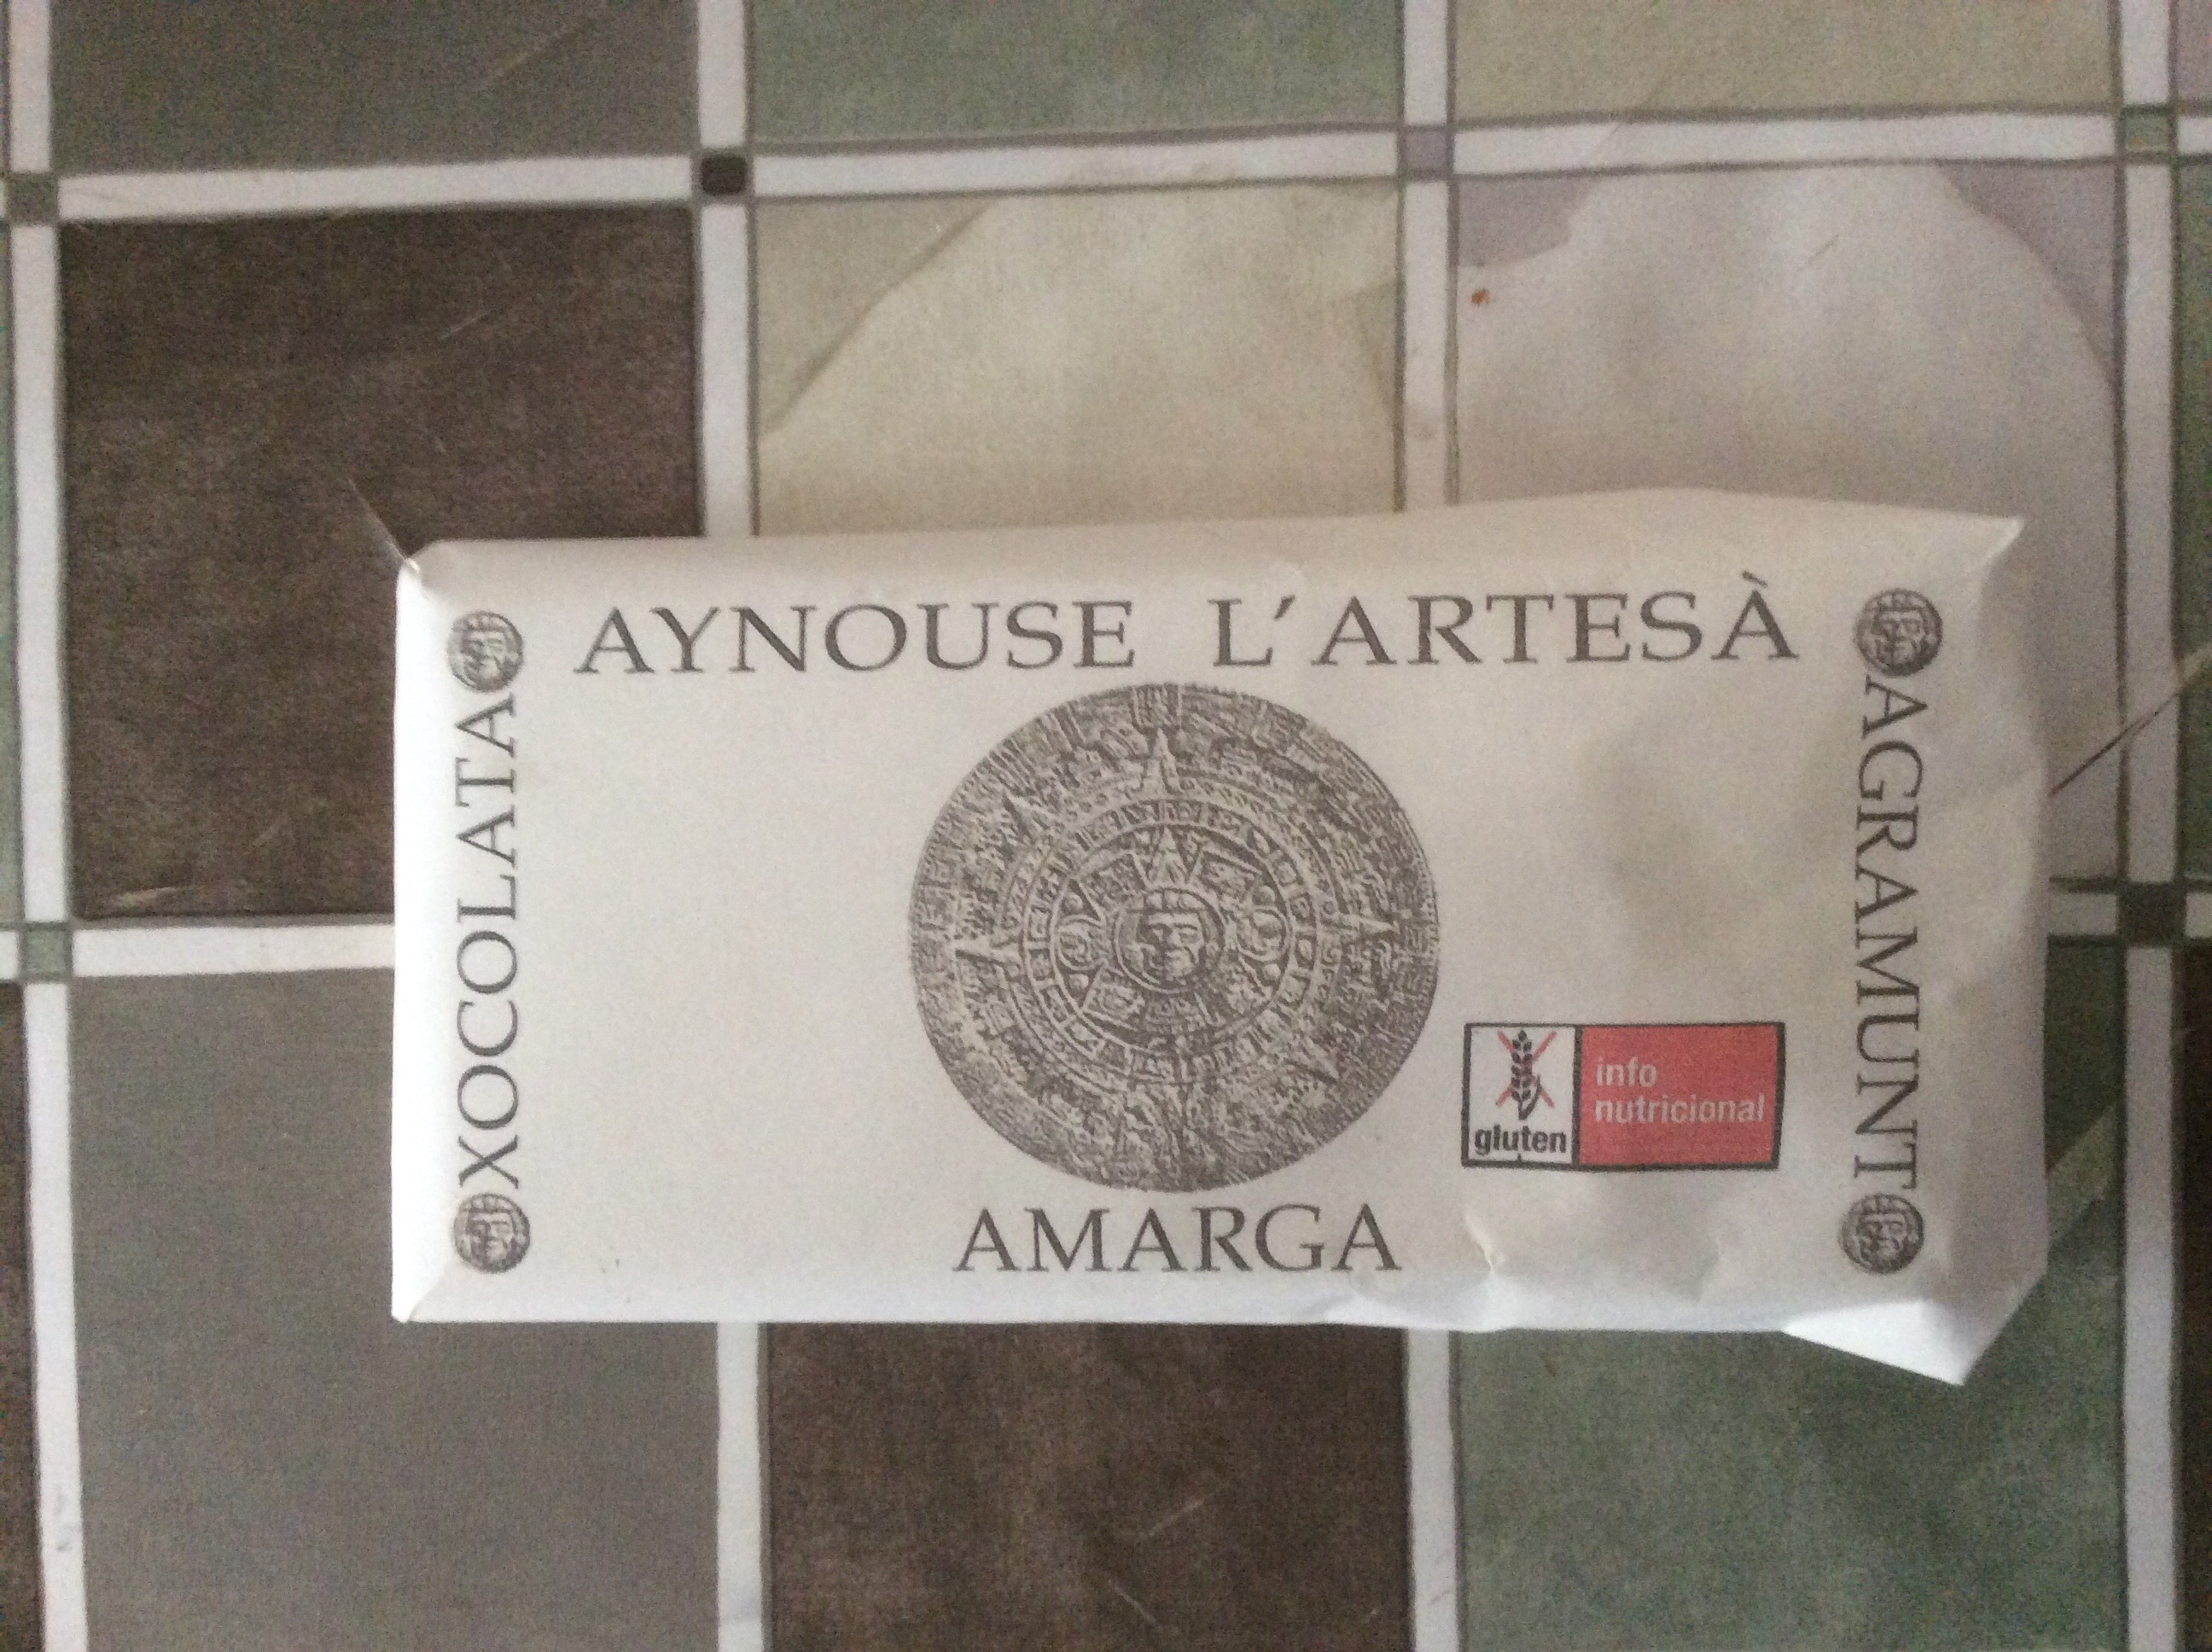 AYNOUSE L'ARTESÀ
XOCOLATA
AGRAMUNT
gluten
info
nutricional
AMARGA